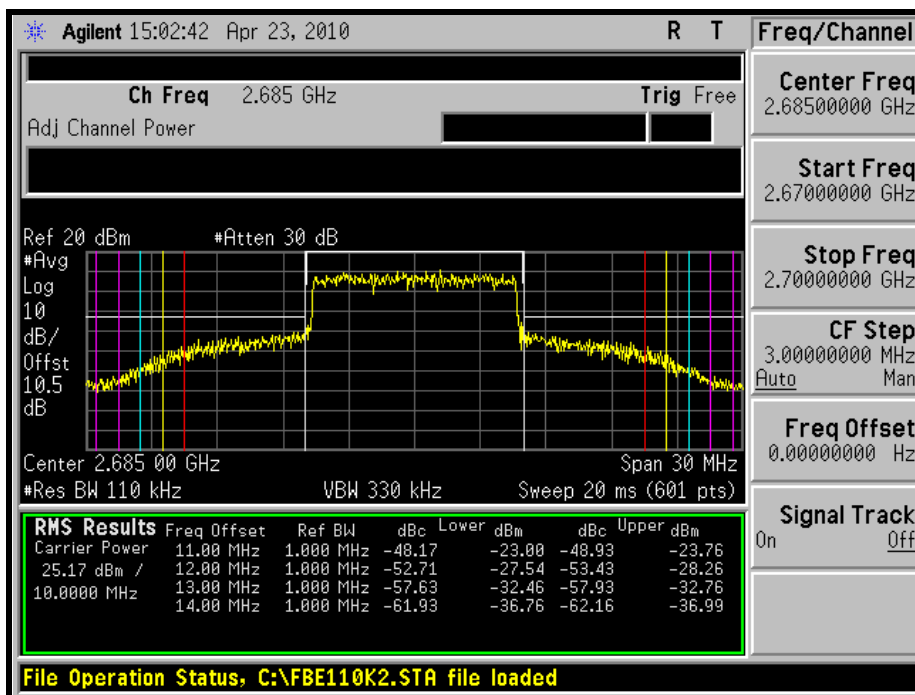 Agilent 15:02:42 Apr 23, 2010 R T
Freq/Channel
Ch Freq 2.685 GHz Trig Free
Adj Channel Power
Center Freq
2.68500000 GHz
Start Freq
2.67000000 GHz
Stop Freq
2.70000000 GHz
CF Step
3.00000000 MHz
Auto Man
Freq Offset
0.00000000 Hz
Signal Track
On Off
Ref 20 dBm #Atten 30 dB
#Avg
Log
10
dB/
Offst
10.5
dB
Center 2.685 00 GHz Span 30 MHz
#Res BW 110 kHz VBW 330 kHz Sweep 20 ms (601 pts)
RMS Results Freq Offset Ref BW dBc Lower dBm dBc Upper dBm
Carrier Power 11.00 MHz 1.000 MHz -48.17 -23.00 -48.93 -23.76
25.17 dBm / 12.00 MHz 1.000 MHz -52.71 -27.54 -53.43 -28.26
10.0000 MHz 13.00 MHz 1.000 MHz -57.63 -32.46 -57.93 -32.76
14.00 MHz 1.000 MHz -61.93 -36.76 -62.16 -36.99
File Operation Status, C:\FBE110K2.STA file loaded